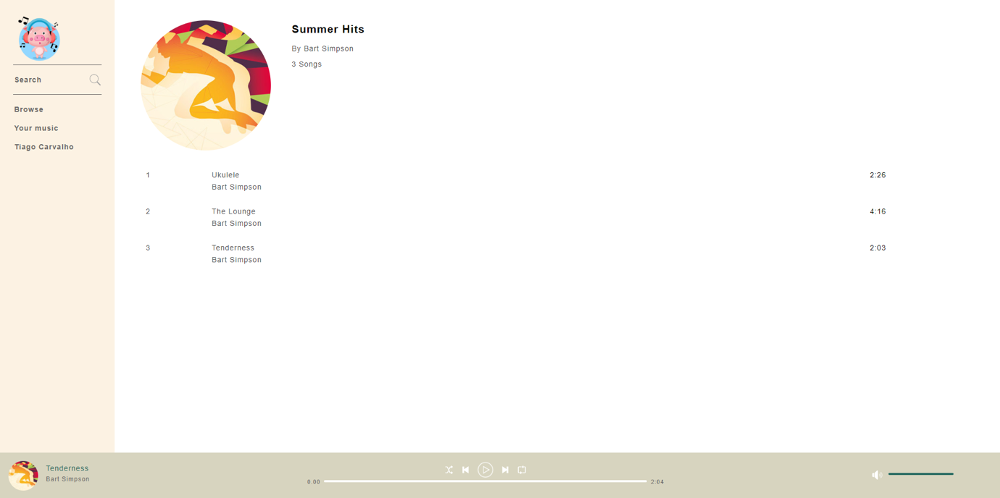 Search
Browse
Your music
Tiago Carvalho
Summer Hits
By Bart Simpson
3 Songs
1 Ukulele 2:26
Bart Simpson
2 The Lounge 4:16
Bart Simpson
3 Tenderness 2:03
Bart Simpson
Tenderness
Bart Simpson
0.00 2:04